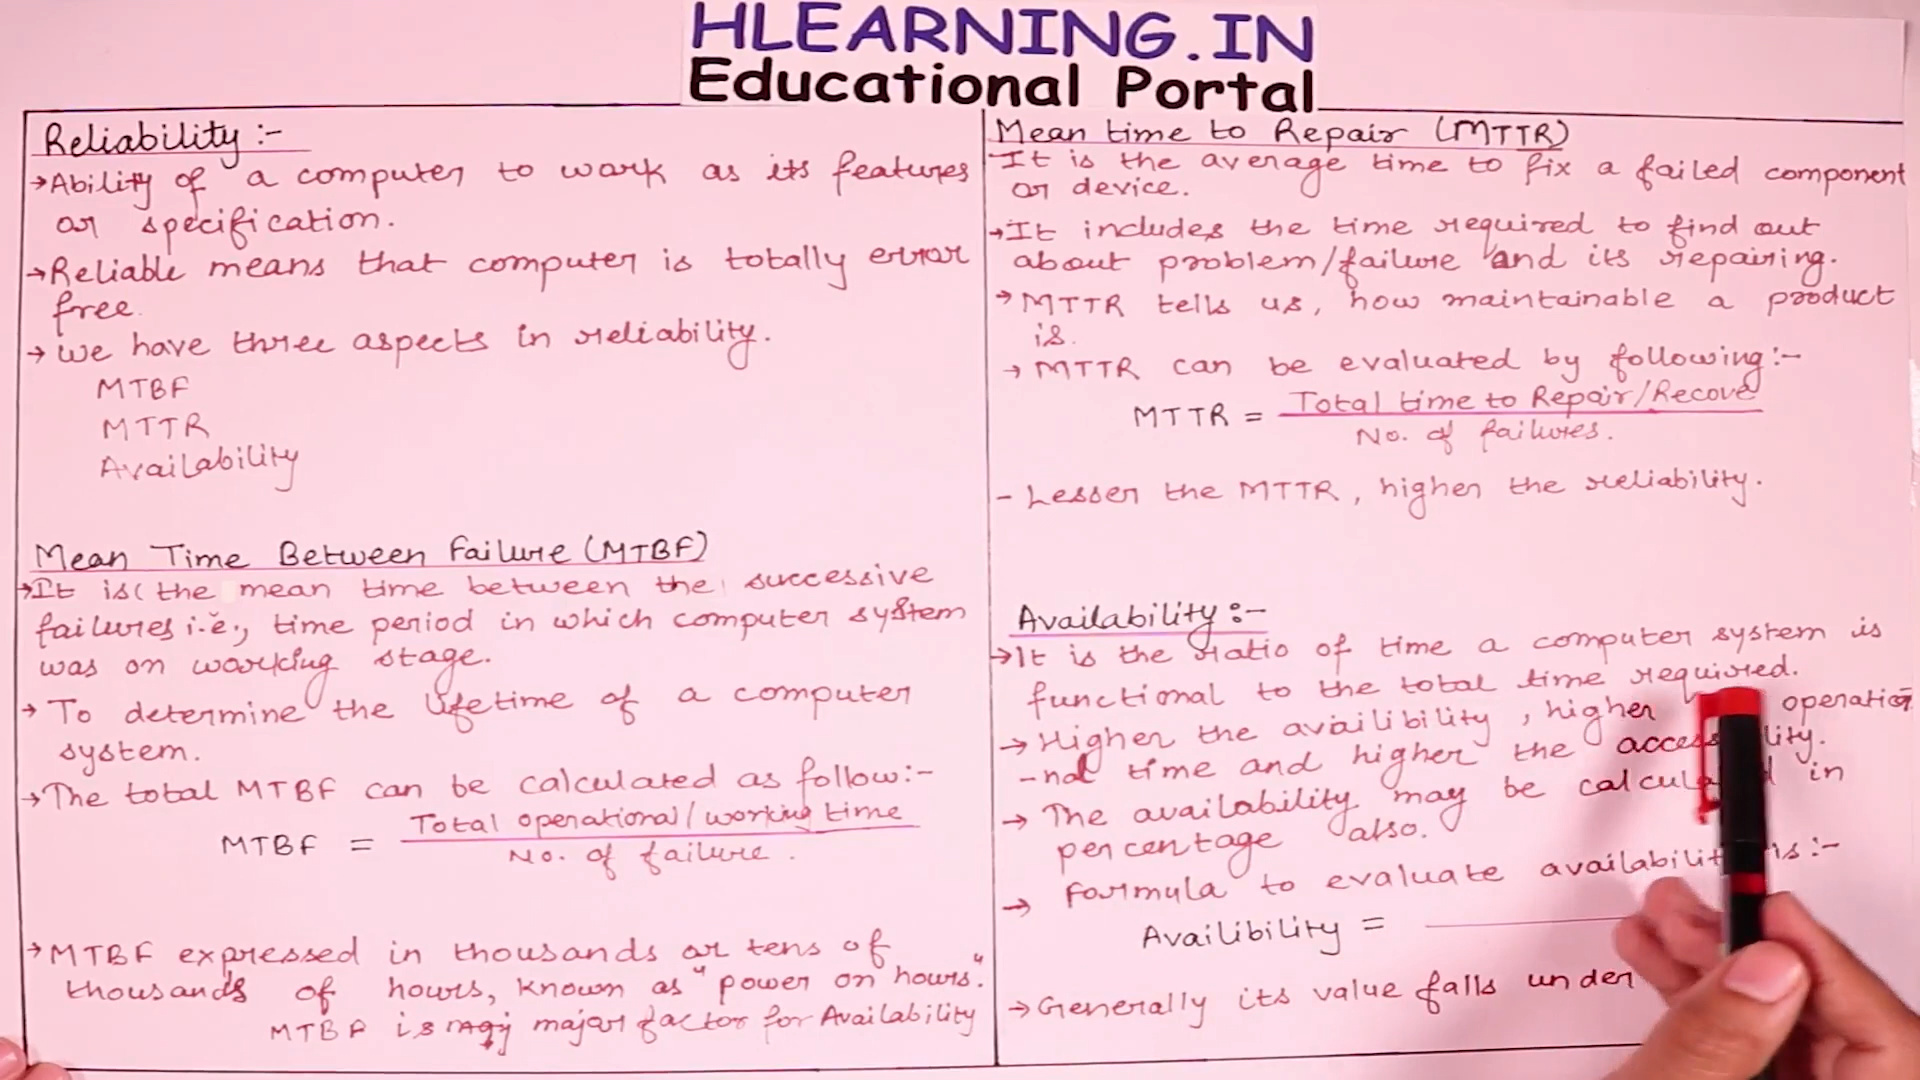 HLEARNING.IN
Educational Portal
Reliability :-
→Ability of a computer to work as its features
or specification.
→Reliable means that computer is totally error
free.
→ We have three aspects in reliability.
MTBF
MTTR
Availability
Mean Time Between Failure (MTBF)
→It is the mean time between the successive
failures i.e., time period in which computer system
was on working stage.
→ To determine the lifetime of a computer
system.
→ The total MTBF can be calculated as follow:-
MTBF = Total operational/working time
No. of failure.
→ MTBF expressed in thousands or tens of
thousands of hours, known as "power on hours".
MTBF is major factor for Availability
Mean time to Repair (MTTR)
→It is the average time to fix a failed component
or device.
→It includes the time required to find out
about problem/failure and its repairing.
→ MTTR tells us, how maintainable a product
is.
→ MTTR can be evaluated by following:-
MTTR = Total time to Repair/Recove
No. of failures.
- Lesser the MTTR, higher the reliability.
Availability:-
→It is the ratio of time a computer system is
functional to the total time required.
→ Higher the availibility, higher operatio
-nal time and higher the
→ The availability may be in
percentage also.
→ Formula to evaluate :-
Availibility =
→ Generally its value falls under